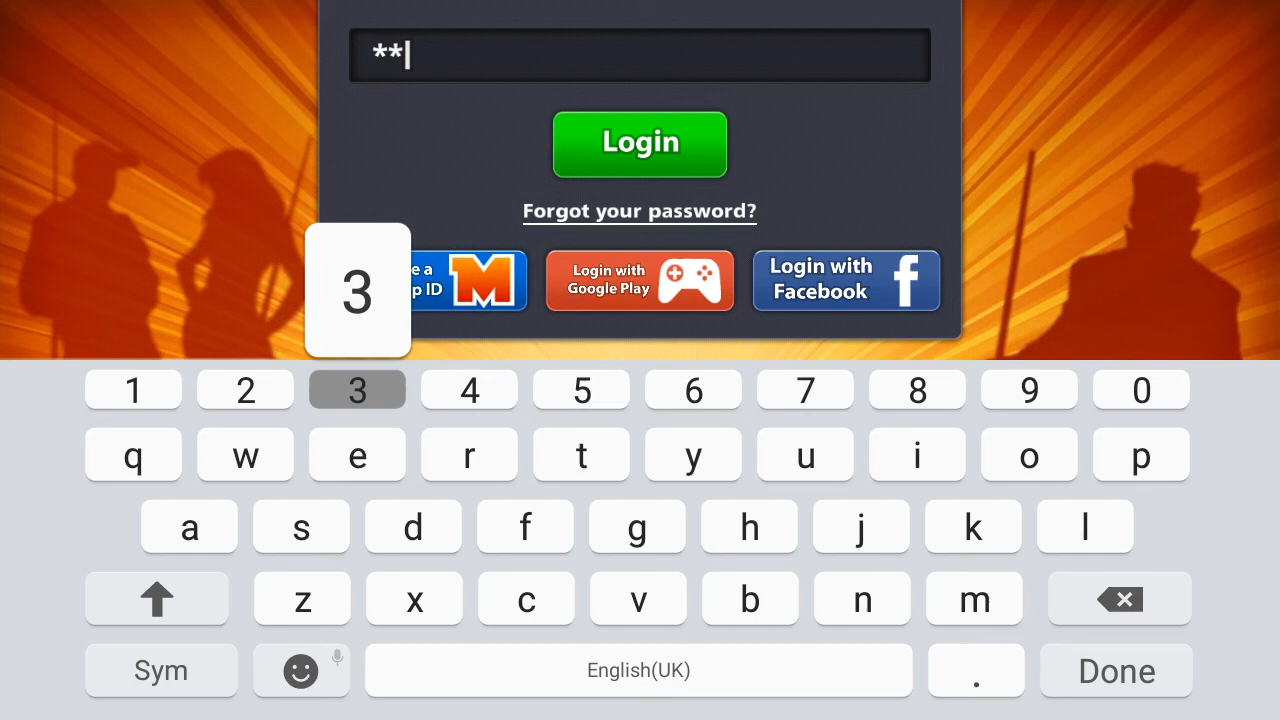 **
Login
Forgot your password?
3
e a
p ID
M
Login with
Google Play
Login with
Facebook
f
1 2 3 4 5 6 7 8 9 0
q w e r t y u i o p
a s d f g h j k l
z x c v b n m
Sym English(UK) . Done